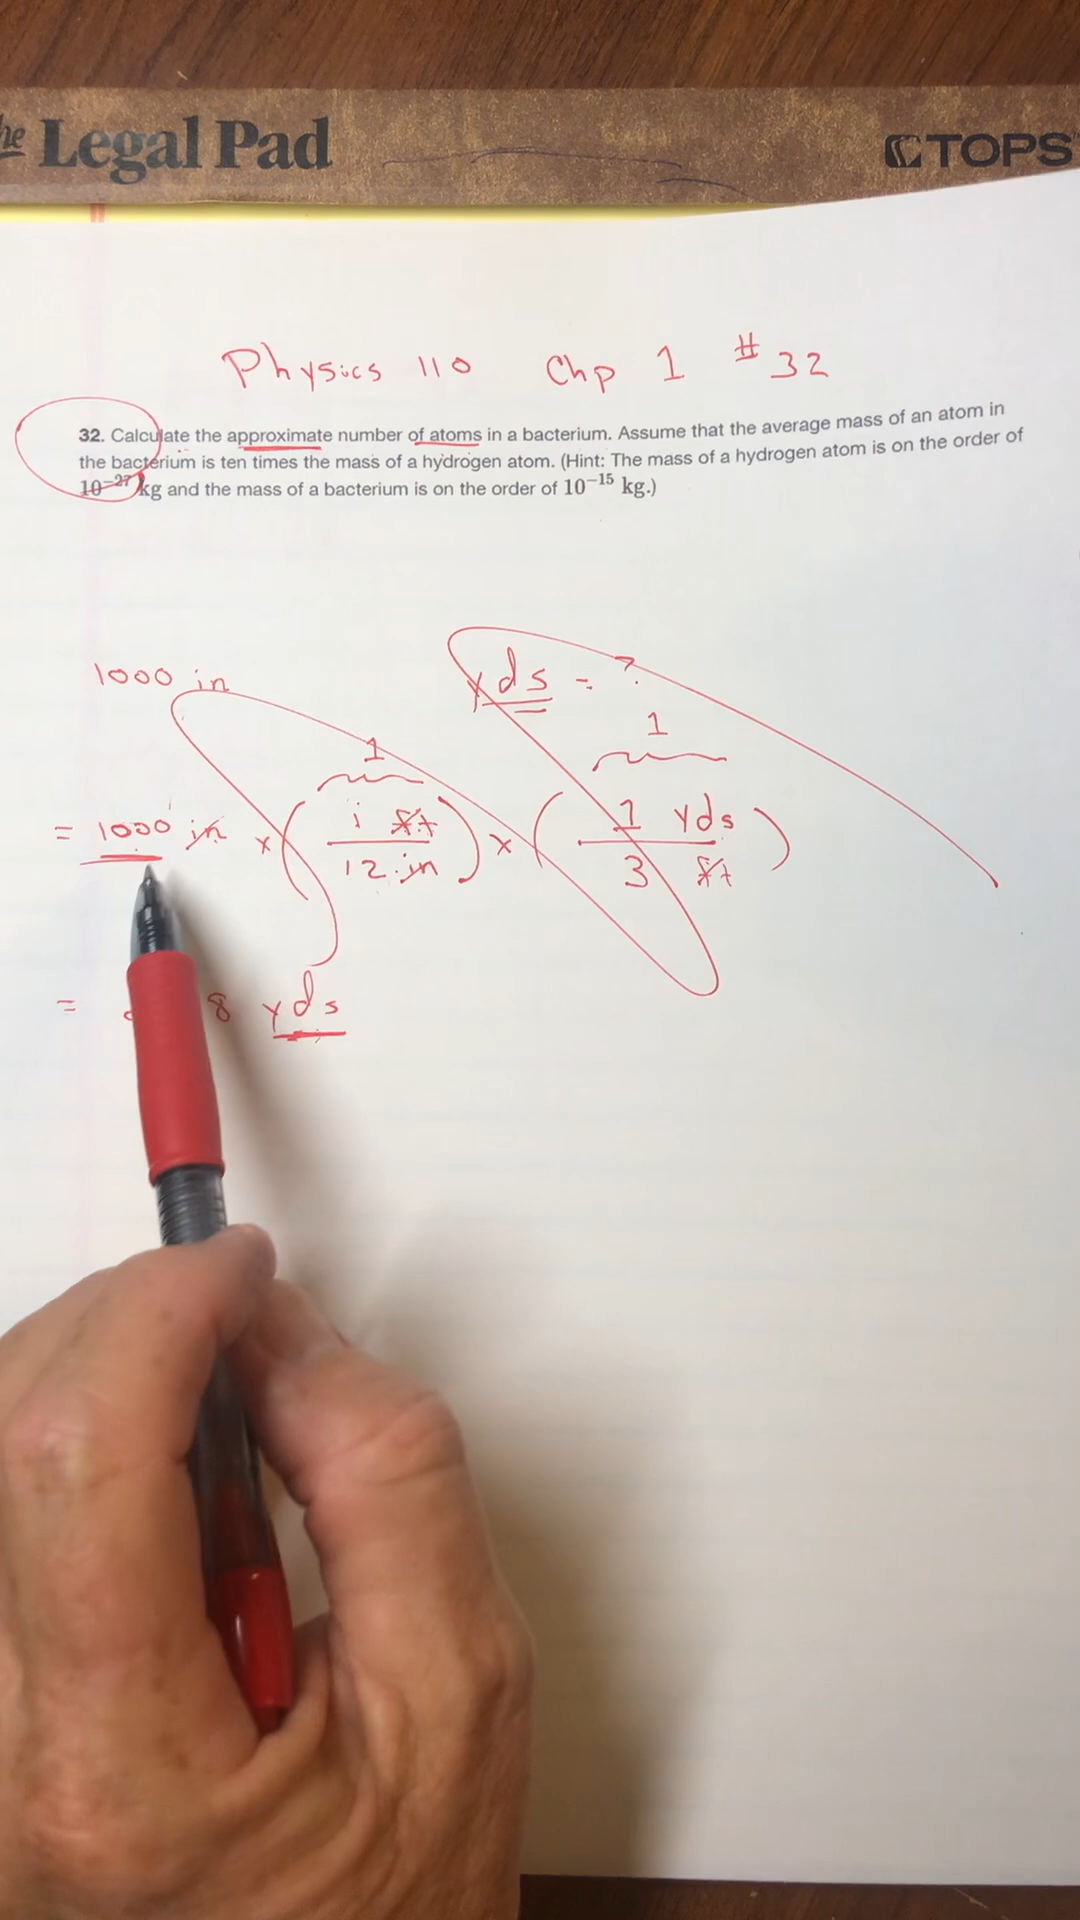 he Legal Pad TOPS
Physics 110 Chp 1 #32
32. Calculate the approximate number of atoms in a bacterium. Assume that the average mass of an atom in
the bacterium is ten times the mass of a hydrogen atom. (Hint: The mass of a hydrogen atom is on the order of
10⁻²⁷ kg and the mass of a bacterium is on the order of 10⁻¹⁵ kg.)
1000 in yds = ?
1 1
= 1000 in × (1 ft / 12 in) × (1 yds / 3 ft)
= 8 yds